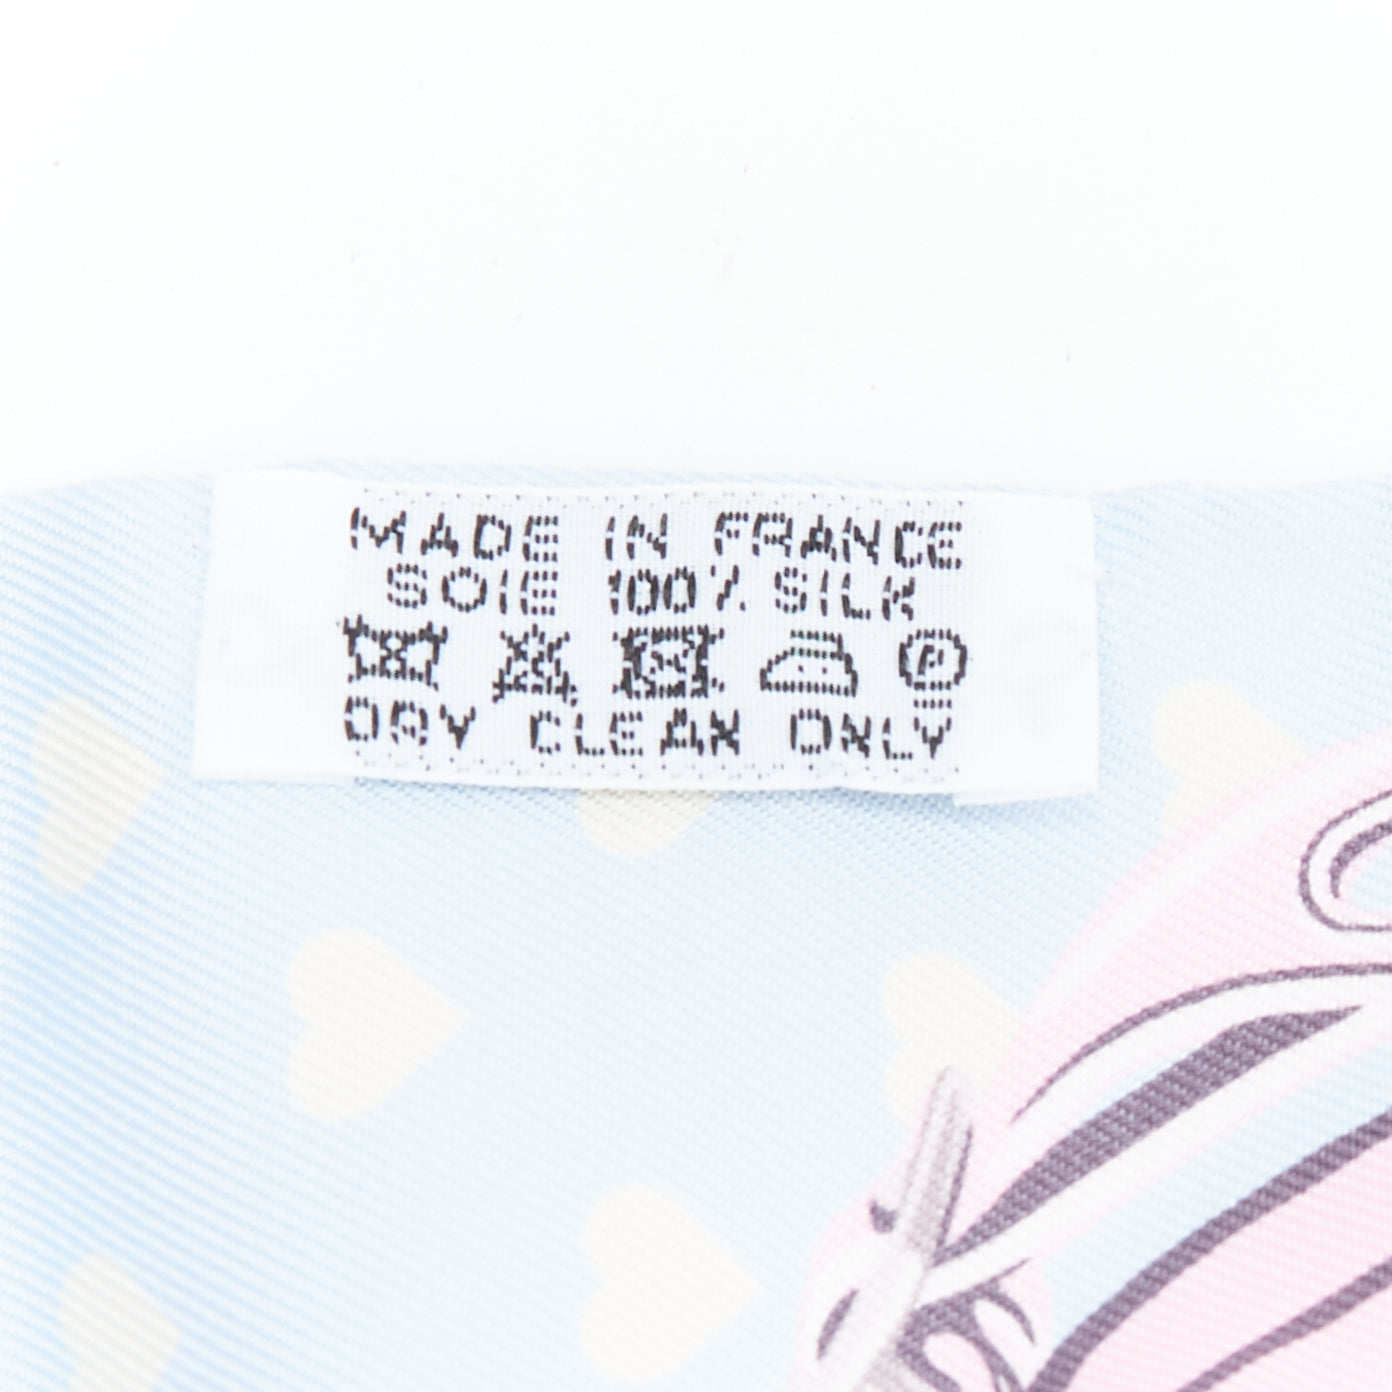 MADE IN FRANCE
SOIE 100% SILK
P
DRY CLEAN ONLY